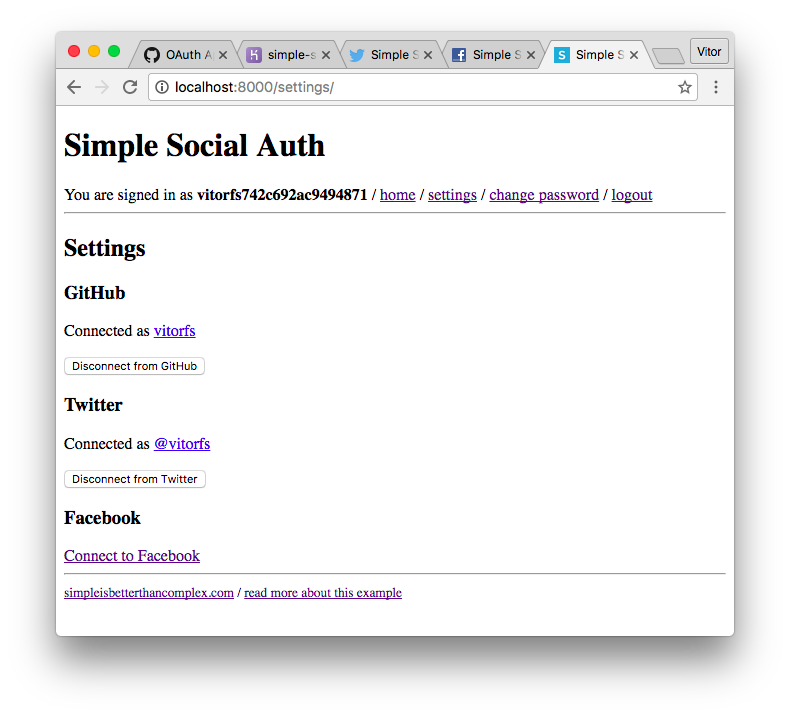 OAuth A
simple-s
Simple S
Simple S
Simple S
Vitor
localhost:8000/settings/
Simple Social Auth
You are signed in as vitorfs742c692ac9494871 / home / settings / change password / logout
Settings
GitHub
Connected as vitorfs
Disconnect from GitHub
Twitter
Connected as @vitorfs
Disconnect from Twitter
Facebook
Connect to Facebook
simpleisbetterthancomplex.com / read more about this example